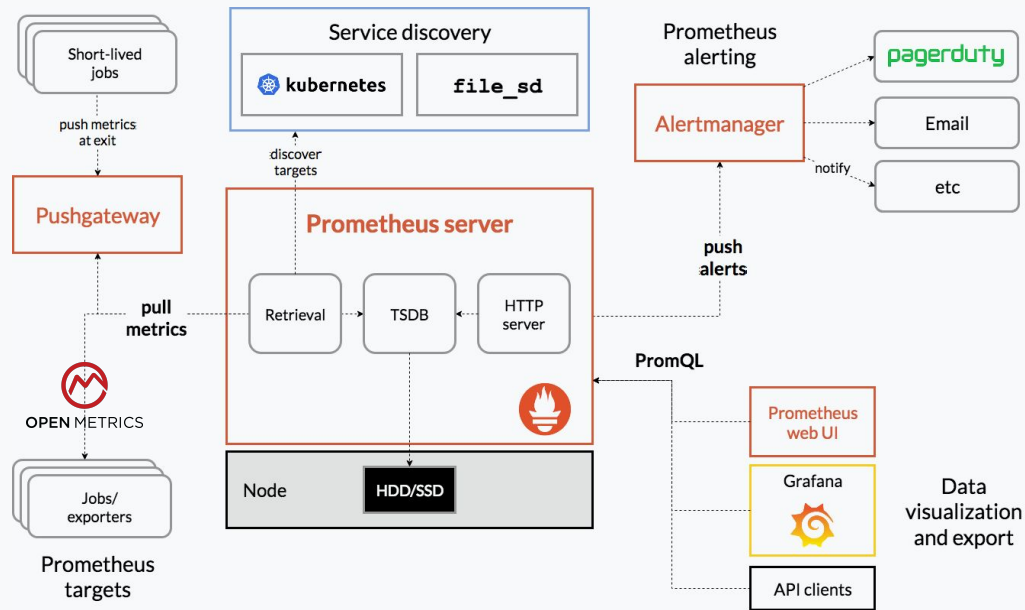 Short-lived
jobs
push metrics
at exit
Pushgateway
Service discovery
kubernetes
file_sd
discover
targets
Prometheus
alerting
Alertmanager
pagerduty
Email
notify
etc
Prometheus server
Retrieval
TSDB
HTTP
server
pull
metrics
push
alerts
OPEN METRICS
Jobs/
exporters
Prometheus
targets
Node
HDD/SSD
PromQL
Prometheus
web UI
Grafana
API clients
Data
visualization
and export